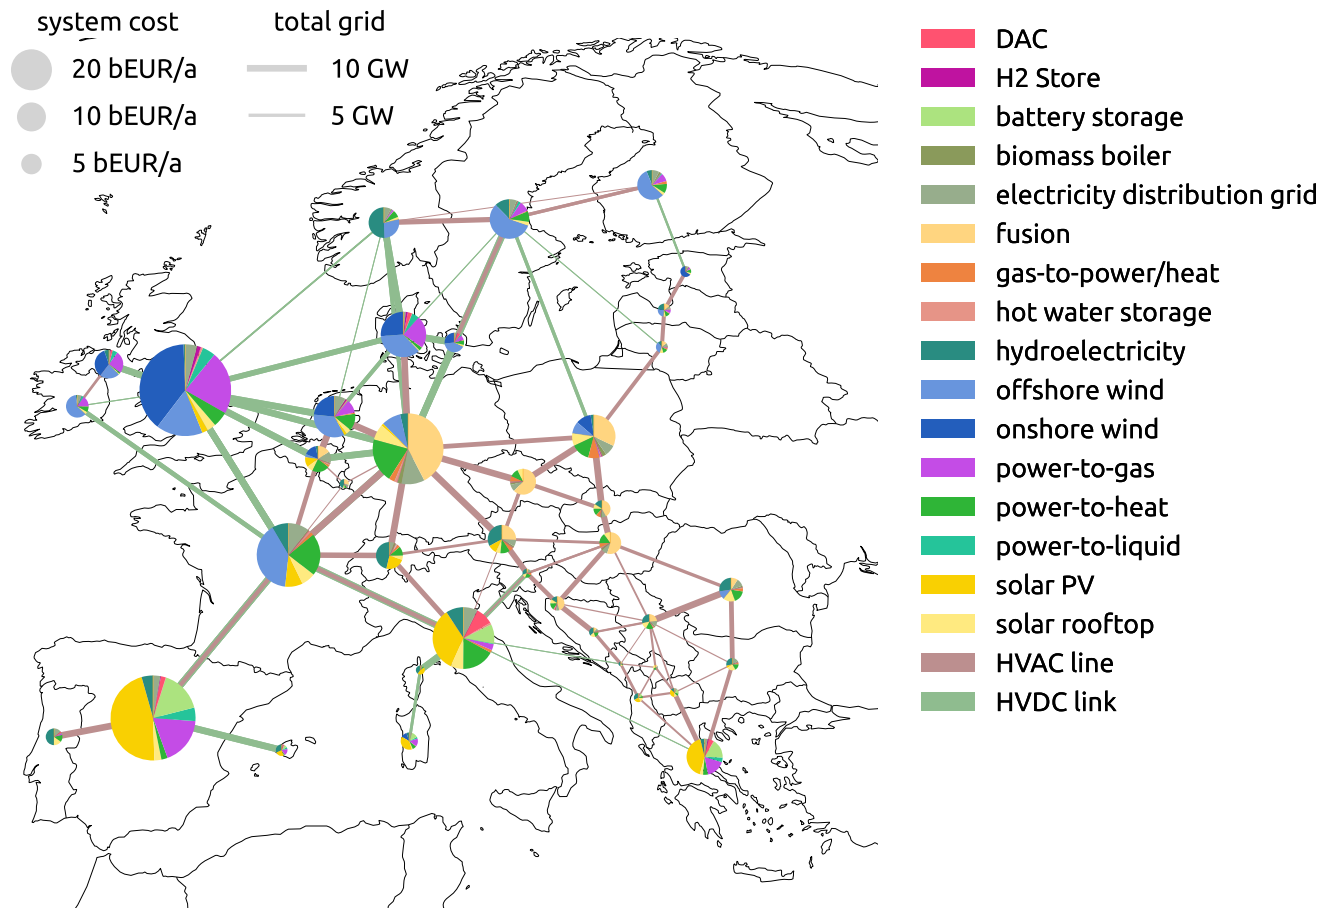 system cost
20 bEUR/a
10 bEUR/a
5 bEUR/a
total grid
10 GW
5 GW
DAC
H2 Store
battery storage
biomass boiler
electricity distribution grid
fusion
gas-to-power/heat
hot water storage
hydroelectricity
offshore wind
onshore wind
power-to-gas
power-to-heat
power-to-liquid
solar PV
solar rooftop
HVAC line
HVDC link